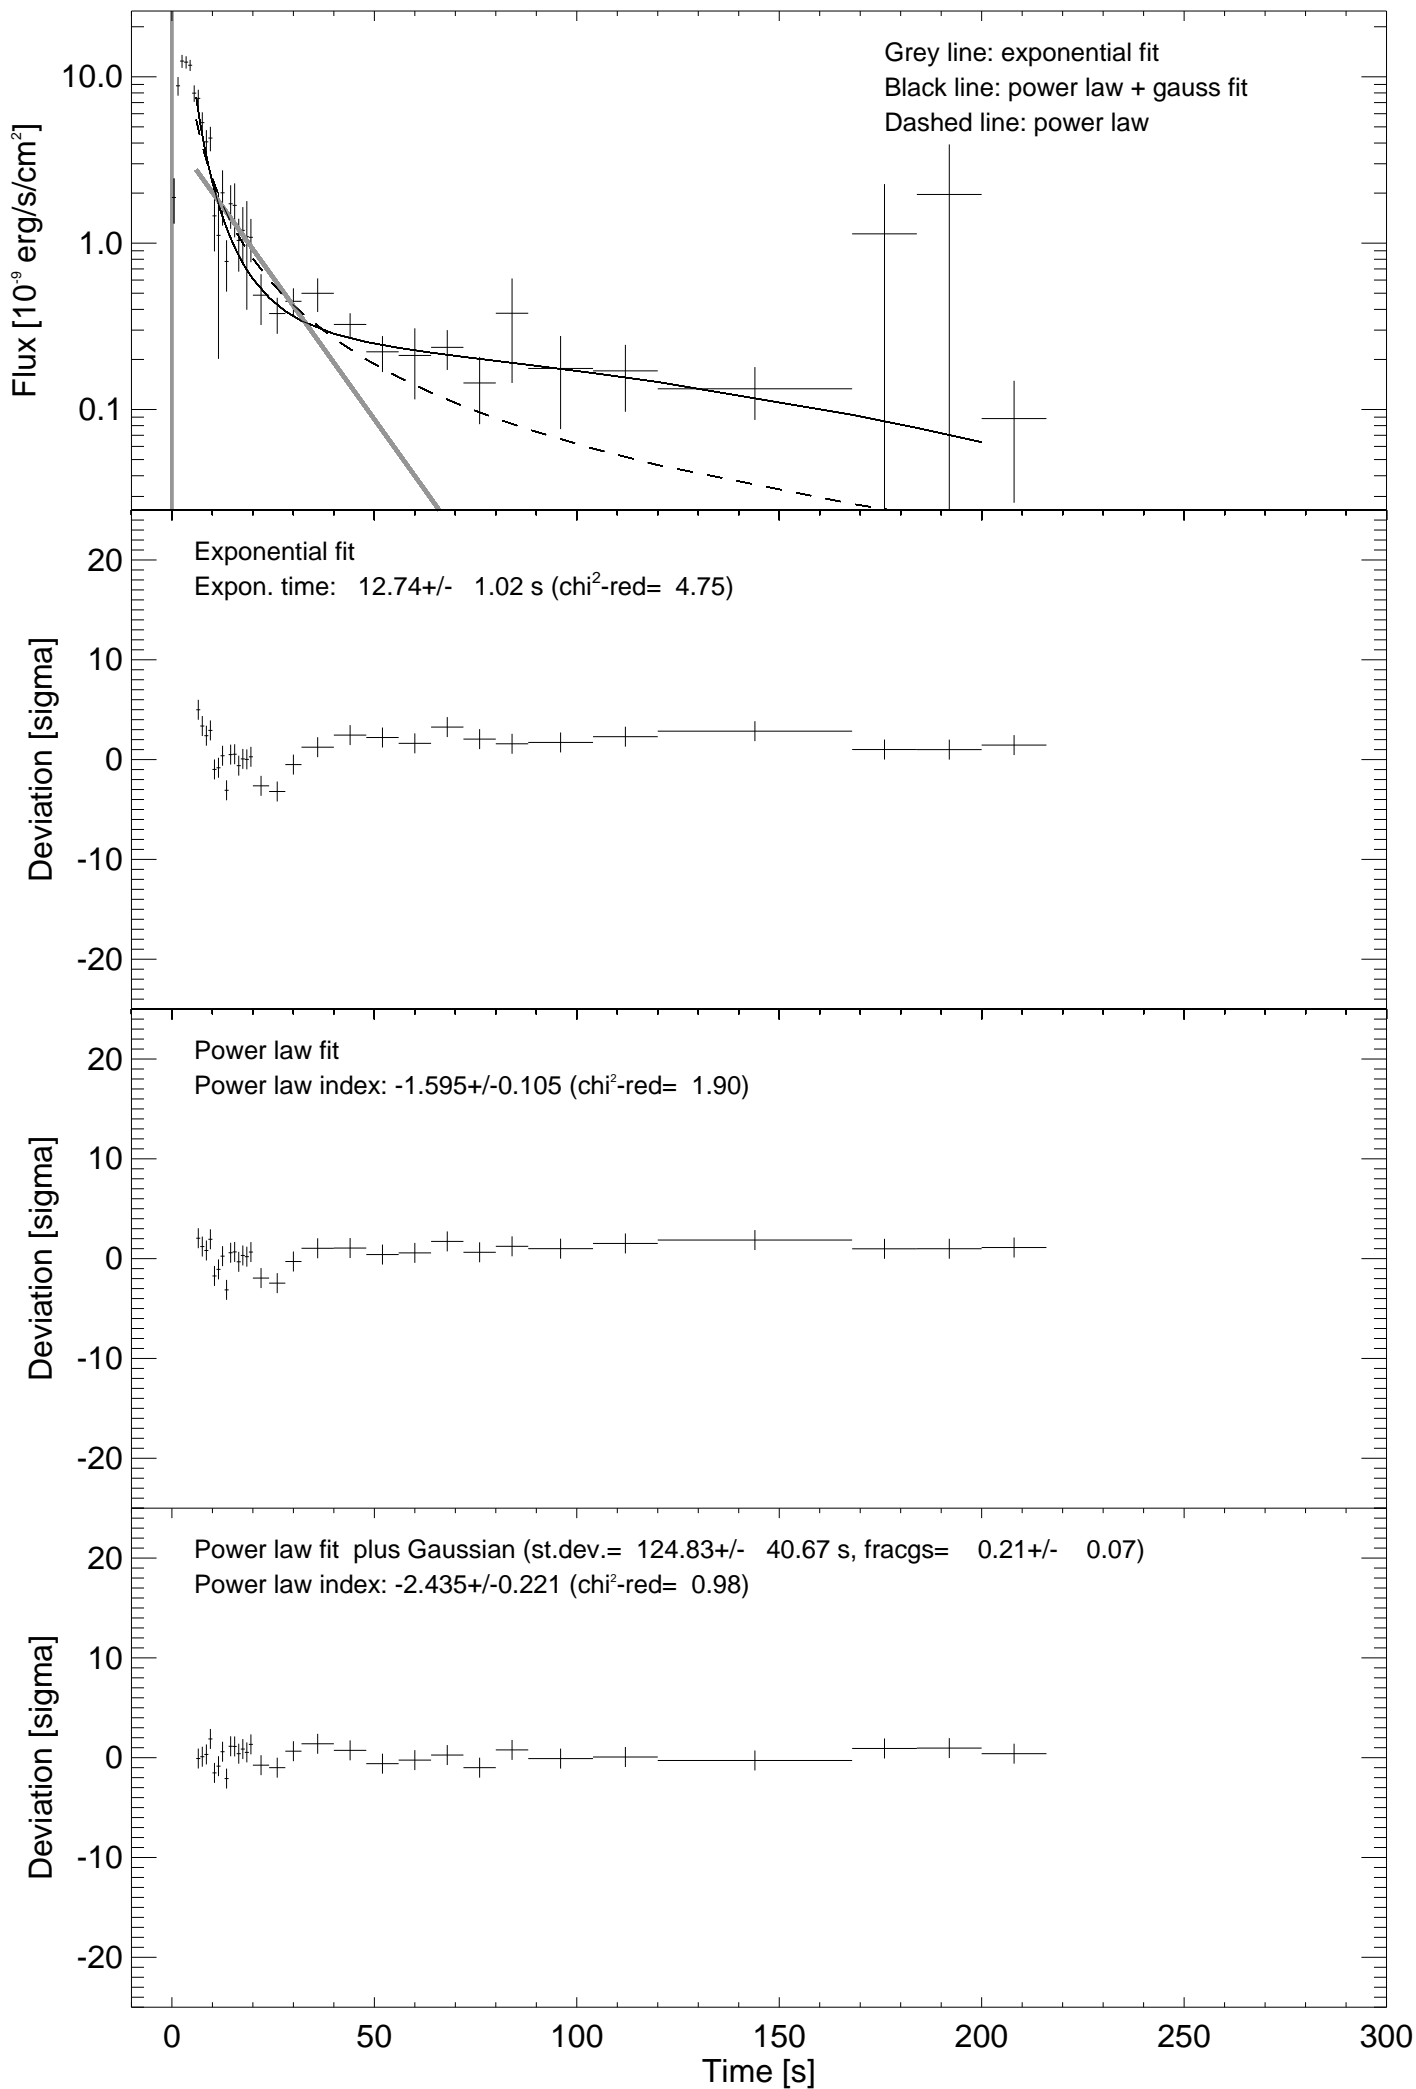 Grey line: exponential fit
Black line: power law + gauss fit
Dashed line: power law
10.0
1.0
0.1
Flux [10⁻⁹ erg/s/cm²]
Exponential fit
Expon. time: 12.74+/- 1.02 s (chi²-red= 4.75)
20
10
0
-10
-20
Deviation [sigma]
Power law fit
Power law index: -1.595+/-0.105 (chi²-red= 1.90)
20
10
0
-10
-20
Deviation [sigma]
Power law fit plus Gaussian (st.dev.= 124.83+/- 40.67 s, fracgs= 0.21+/- 0.07)
Power law index: -2.435+/-0.221 (chi²-red= 0.98)
20
10
0
-10
-20
Deviation [sigma]
0 50 100 150 200 250 300
Time [s]